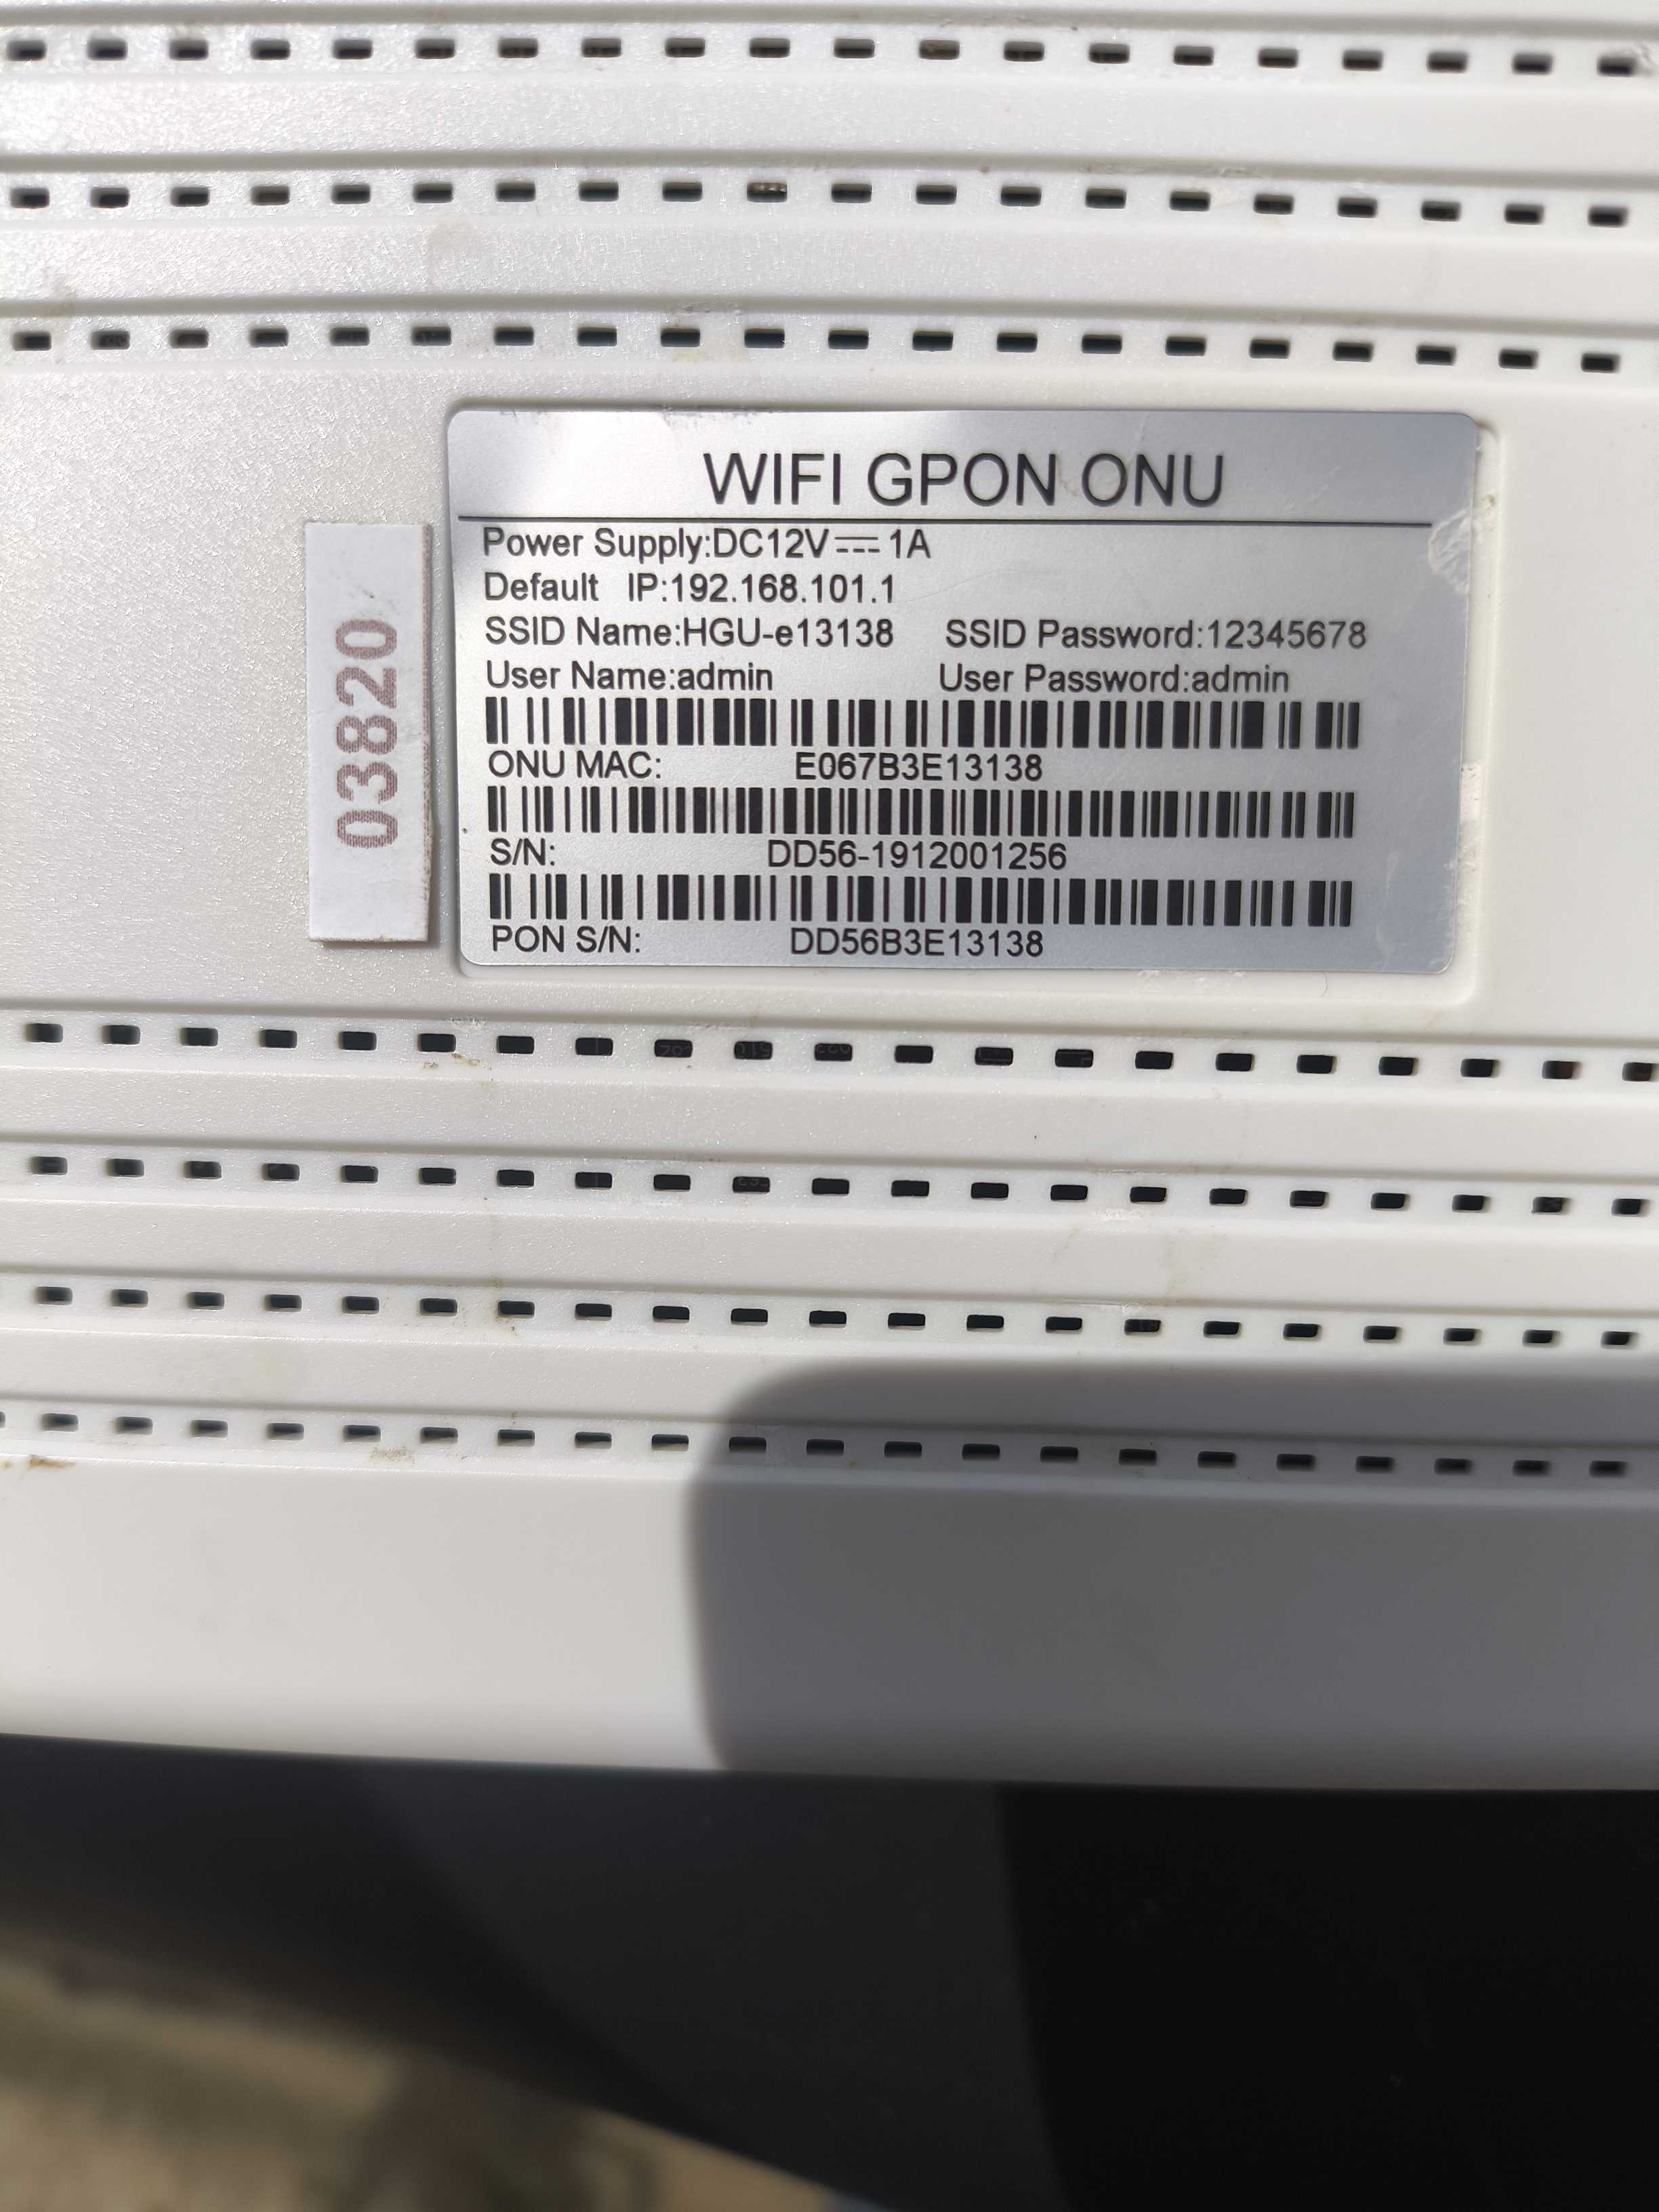 WIFI GPON ONU
Power Supply:DC12V⎓1A
Default IP:192.168.101.1
SSID Name:HGU-e13138 SSID Password:12345678
User Name:admin User Password:admin
ONU MAC: E067B3E13138
S/N: DD56-1912001256
PON S/N: DD56B3E13138
03820